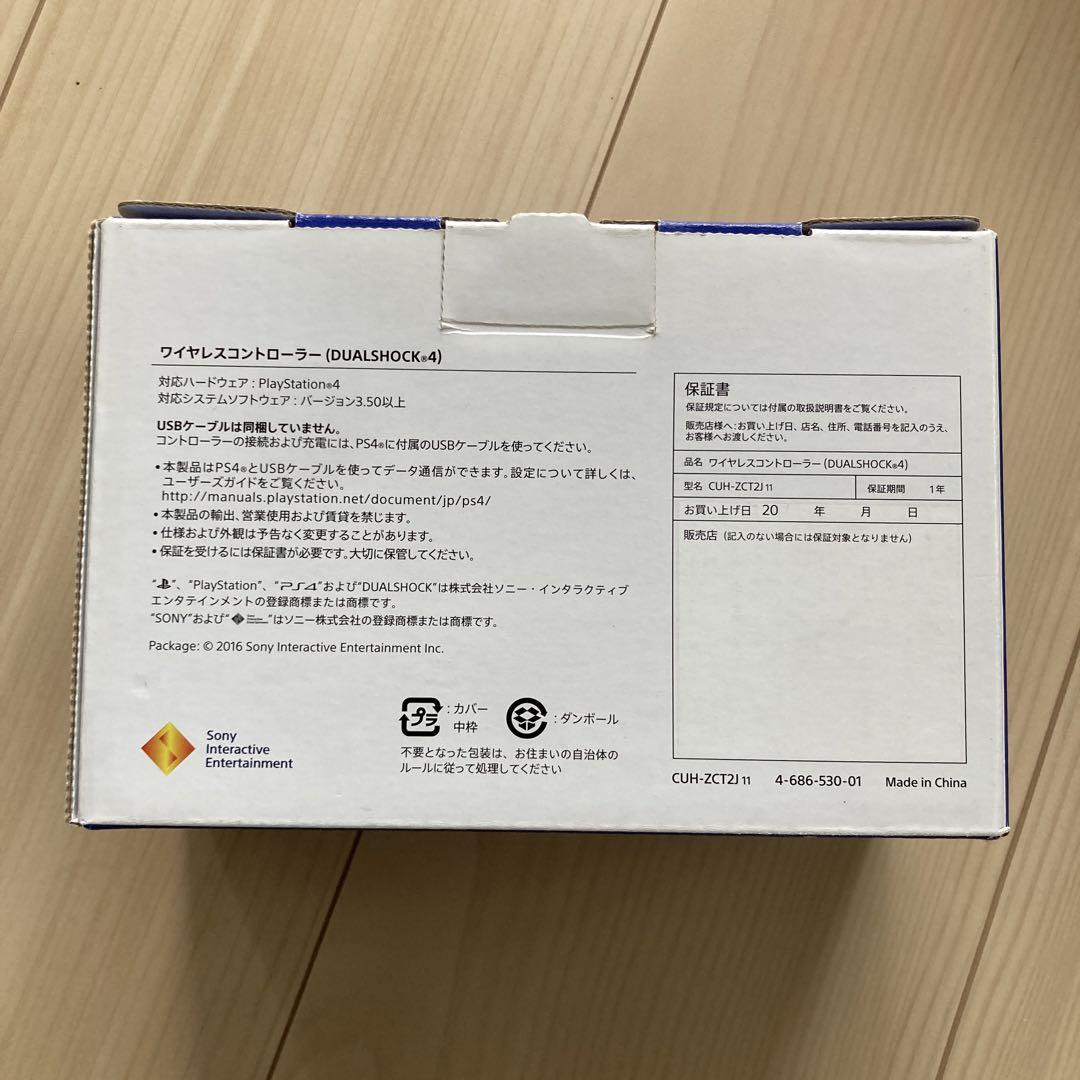 ワイヤレスコントローラー (DUALSHOCK®4)
対応ハードウェア : PlayStation®4
対応システムソフトウェア : バージョン3.50以上
USBケーブルは同梱していません。
コントローラーの接続および充電には、PS4®に付属のUSBケーブルを使ってください。
•本製品はPS4®とUSBケーブルを使ってデータ通信ができます。設定について詳しくは、
ユーザーズガイドをご覧ください。
http://manuals.playstation.net/document/jp/ps4/
•本製品の輸出、営業使用および賃貸を禁じます。
•仕様および外観は予告なく変更することがあります。
•保証を受けるには保証書が必要です。大切に保管してください。
“ ”、“PlayStation”、“PS4”および“DUALSHOCK”は株式会社ソニー・インタラクティブ
エンタテインメントの登録商標または商標です。
“SONY”および“ ”はソニー株式会社の登録商標または商標です。
Package: © 2016 Sony Interactive Entertainment Inc.
Sony
Interactive
Entertainment
プラ : カバー
中枠
: ダンボール
不要となった包装は、お住まいの自治体の
ルールに従って処理してください
保証書
保証規定については付属の取扱説明書をご覧ください。
販売店様へ : お買い上げ日、店名、住所、電話番号を記入のうえ、
お客様へお渡しください。
品名 ワイヤレスコントローラー (DUALSHOCK®4)
型名 CUH-ZCT2J 11 保証期間 1年
お買い上げ日 20 年 月 日
販売店 (記入のない場合には保証対象となりません)
CUH-ZCT2J 11 4-686-530-01 Made in China